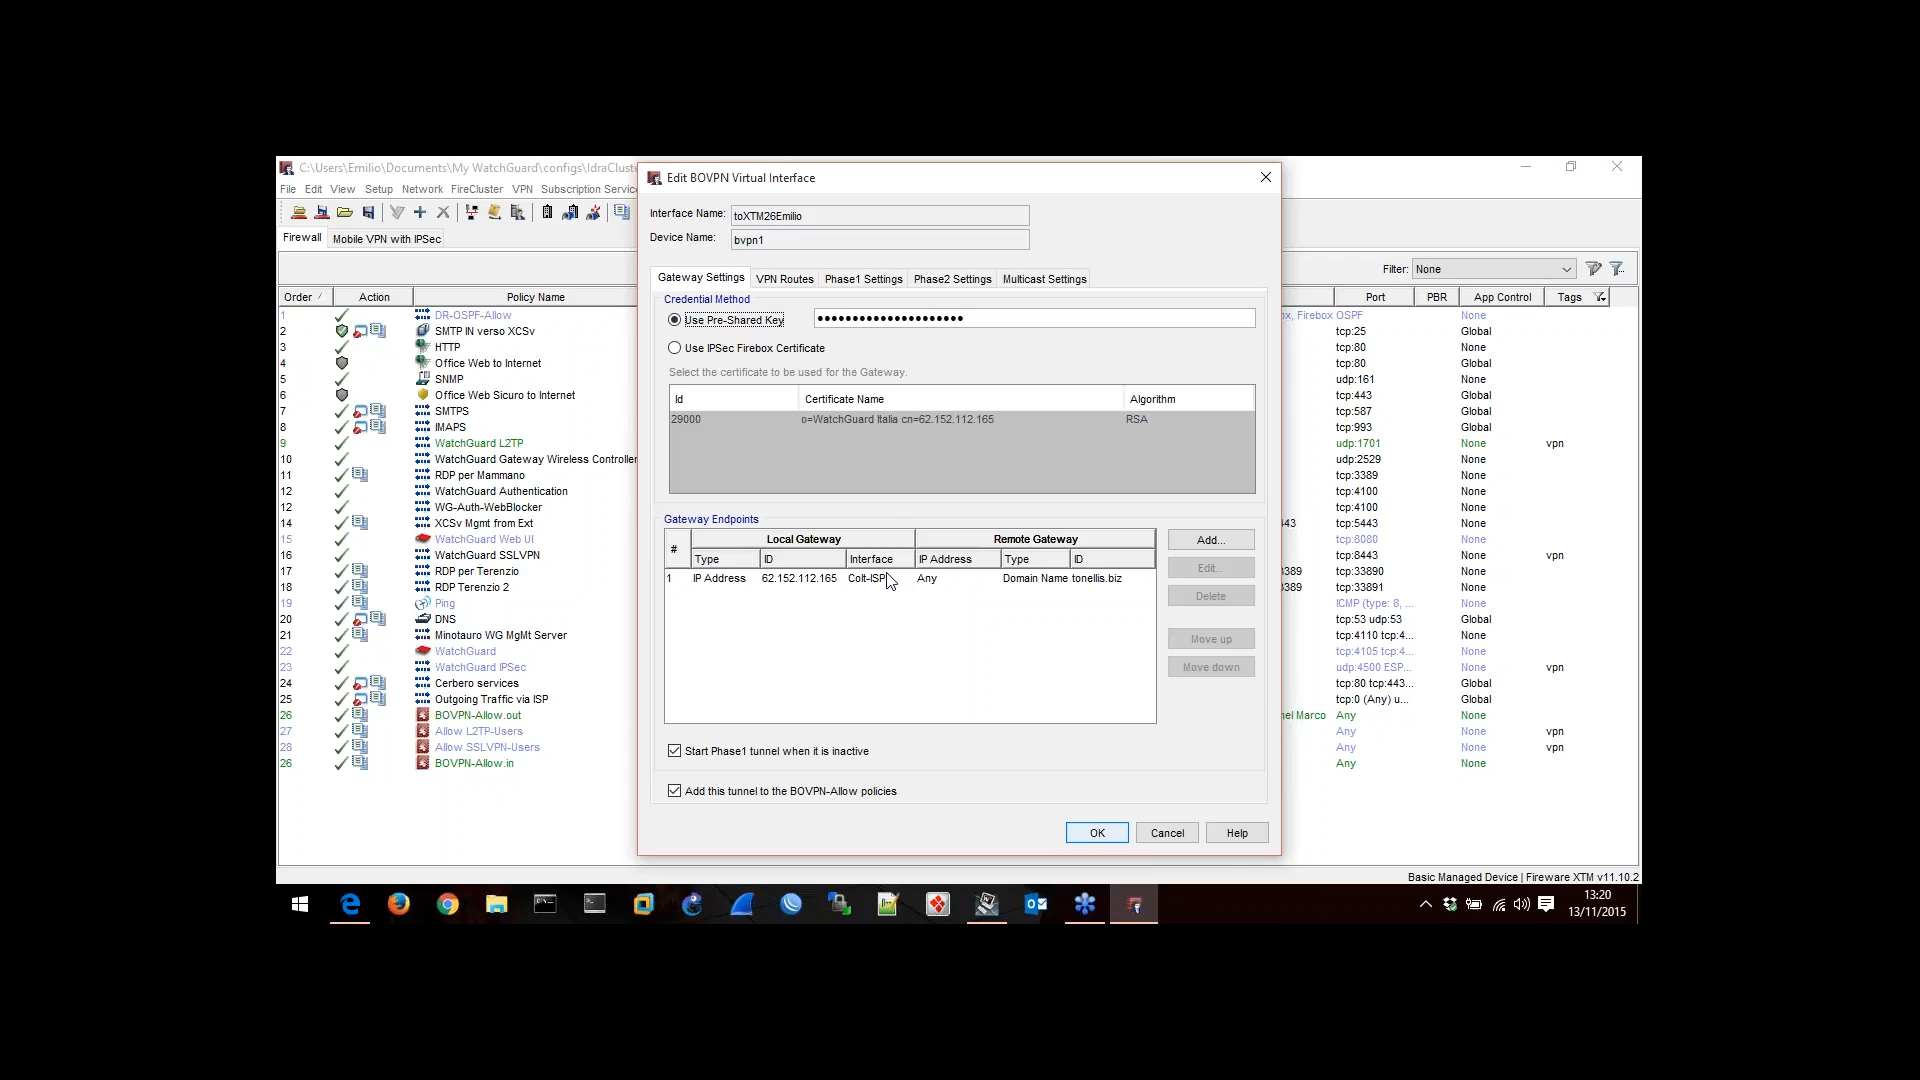 C:\Users\Emilio\Documents\My WatchGuard\configs\IdraCluste
File Edit View Setup Network FireCluster VPN Subscription Service
Firewall Mobile VPN with IPSec
Filter: None
Order / Action Policy Name Port PBR App Control Tags
1 DR-OSPF-Allow ox, Firebox OSPF None
2 SMTP IN verso XCSv tcp:25 Global
3 HTTP tcp:80 None
4 Office Web to Internet tcp:80 Global
5 SNMP udp:161 None
6 Office Web Sicuro to Internet tcp:443 Global
7 SMTPS tcp:587 Global
8 IMAPS tcp:993 Global
9 WatchGuard L2TP udp:1701 None vpn
10 WatchGuard Gateway Wireless Controller udp:2529 None
11 RDP per Mammano tcp:3389 None
12 WatchGuard Authentication tcp:4100 None
12 WG-Auth-WebBlocker tcp:4100 None
14 XCSv Mgmt from Ext 443 tcp:5443 None
15 WatchGuard Web UI tcp:8080 None
16 WatchGuard SSLVPN tcp:8443 None vpn
17 RDP per Terenzio 3389 tcp:33890 None
18 RDP Terenzio 2 3389 tcp:33891 None
19 Ping ICMP (type: 8, ... None
20 DNS tcp:53 udp:53 Global
21 Minotauro WG MgMt Server tcp:4110 tcp:4... None
22 WatchGuard tcp:4105 tcp:4... None
23 WatchGuard IPSec udp:4500 ESP... None vpn
24 Cerbero services tcp:80 tcp:443... Global
25 Outgoing Traffic via ISP tcp:0 (Any) u... Global
26 BOVPN-Allow.out nel Marco Any None
27 Allow L2TP-Users Any None vpn
28 Allow SSLVPN-Users Any None vpn
26 BOVPN-Allow.in Any None
Edit BOVPN Virtual Interface
Interface Name: toXTM26Emilio
Device Name: bvpn1
Gateway Settings VPN Routes Phase1 Settings Phase2 Settings Multicast Settings
Credential Method
Use Pre-Shared Key
Use IPSec Firebox Certificate
Select the certificate to be used for the Gateway.
Id Certificate Name Algorithm
29000 o=WatchGuard Italia cn=62.152.112.165 RSA
Gateway Endpoints
# Local Gateway Remote Gateway
Type ID Interface IP Address Type ID
1 IP Address 62.152.112.165 Colt-ISP Any Domain Name tonellis.biz
Add...
Edit...
Delete
Move up
Move down
Start Phase1 tunnel when it is inactive
Add this tunnel to the BOVPN-Allow policies
OK Cancel Help
Basic Managed Device | Fireware XTM v11.10.2
13:20
13/11/2015